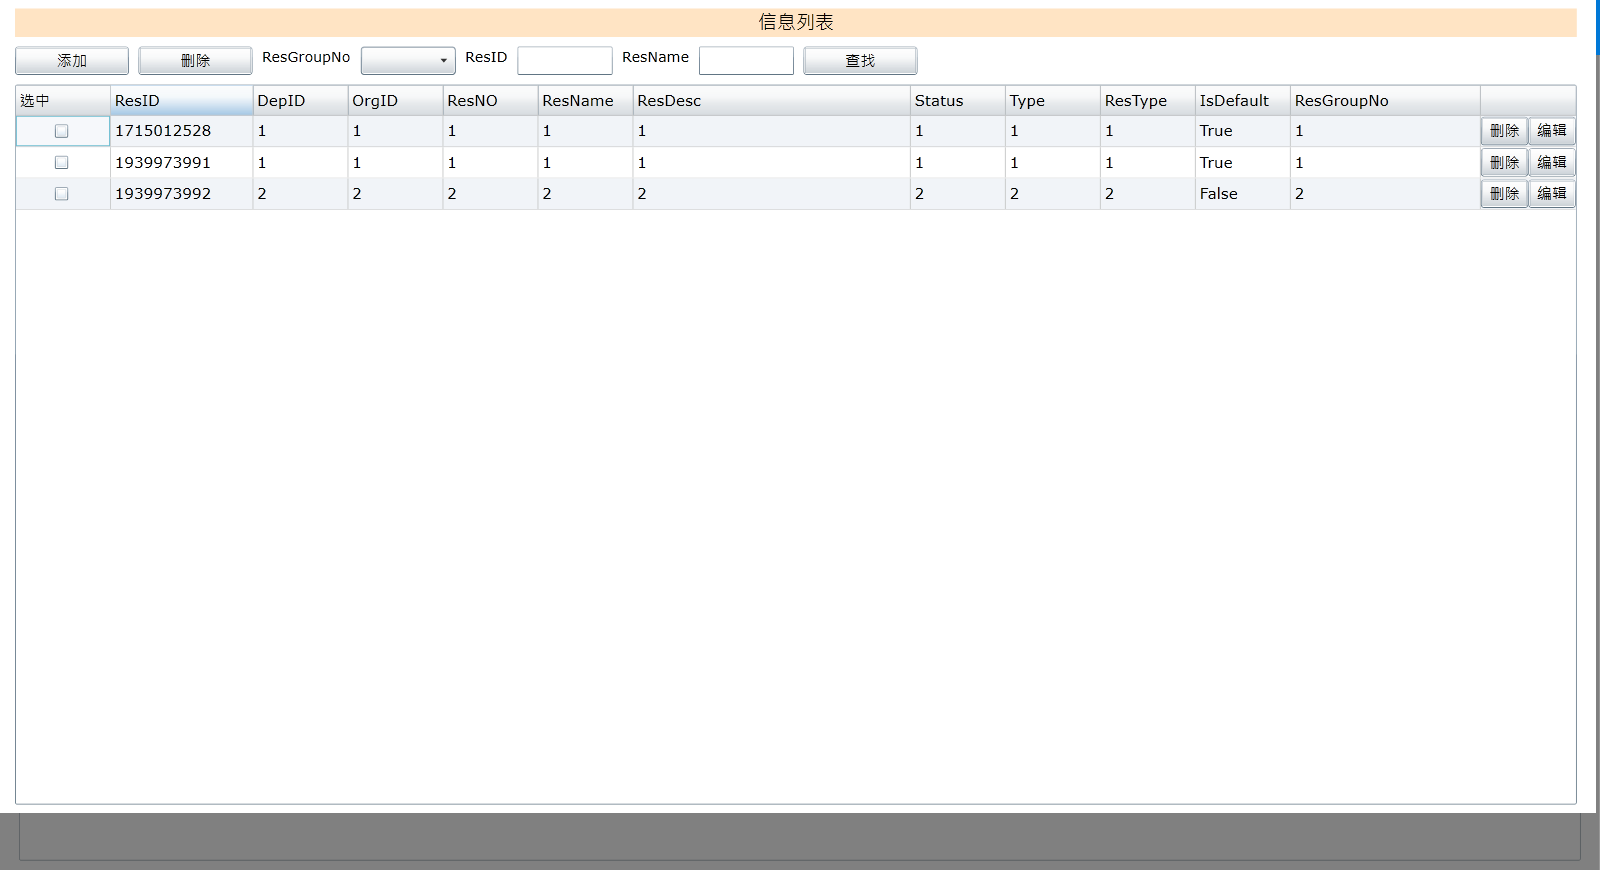 信息列表
添加 删除 ResGroupNo ResID ResName 查找
选中 ResID DepID OrgID ResNO ResName ResDesc Status Type ResType IsDefault ResGroupNo
1715012528 1 1 1 1 1 1 1 1 True 1 删除 编辑
1939973991 1 1 1 1 1 1 1 1 True 1 删除 编辑
1939973992 2 2 2 2 2 2 2 2 False 2 删除 编辑